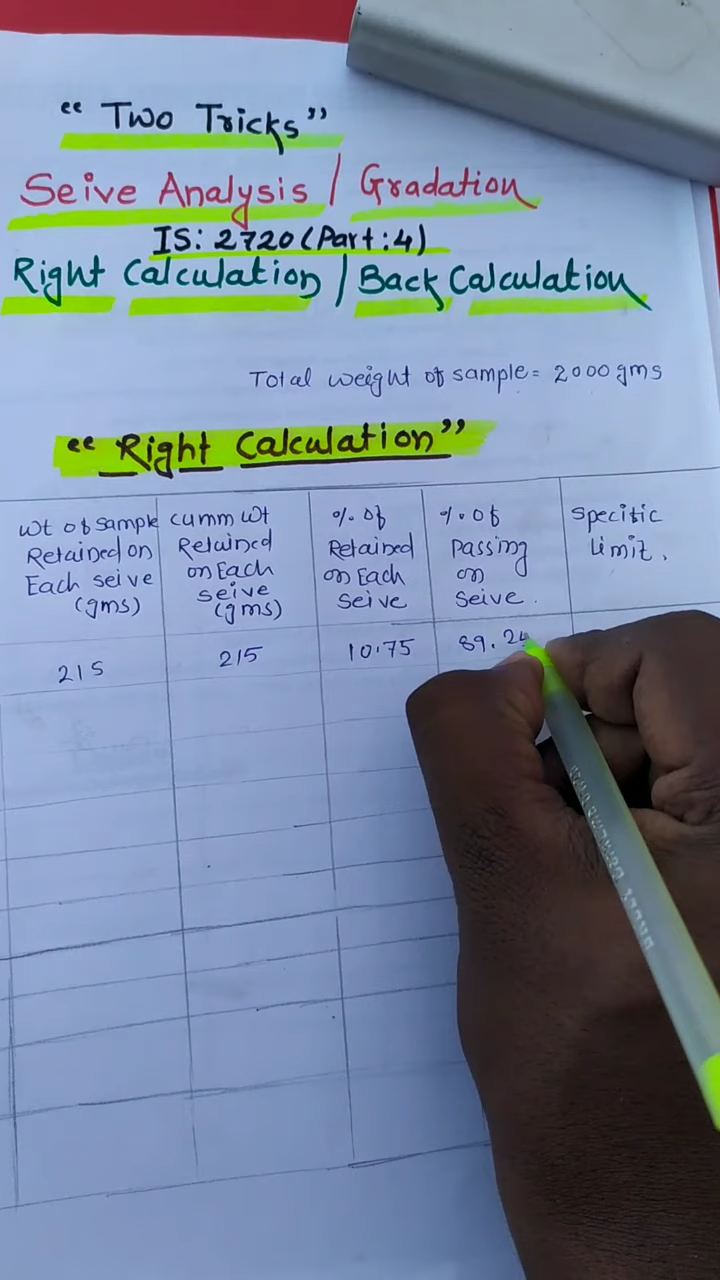 “ Two Tricks ”
Seive Analysis / Gradation
IS: 2720 (Part:4)
Right Calculation / Back Calculation
Total weight of sample = 2000 gms
“ Right Calculation ”
Wt of Sample
Retained on
Each seive
(gms)
Cumm Wt
Retained
on Each
seive
(gms)
% of
Retained
on Each
Seive
% of
Passing
on
Seive.
Specific
Limit.
215
215
10.75
89.24